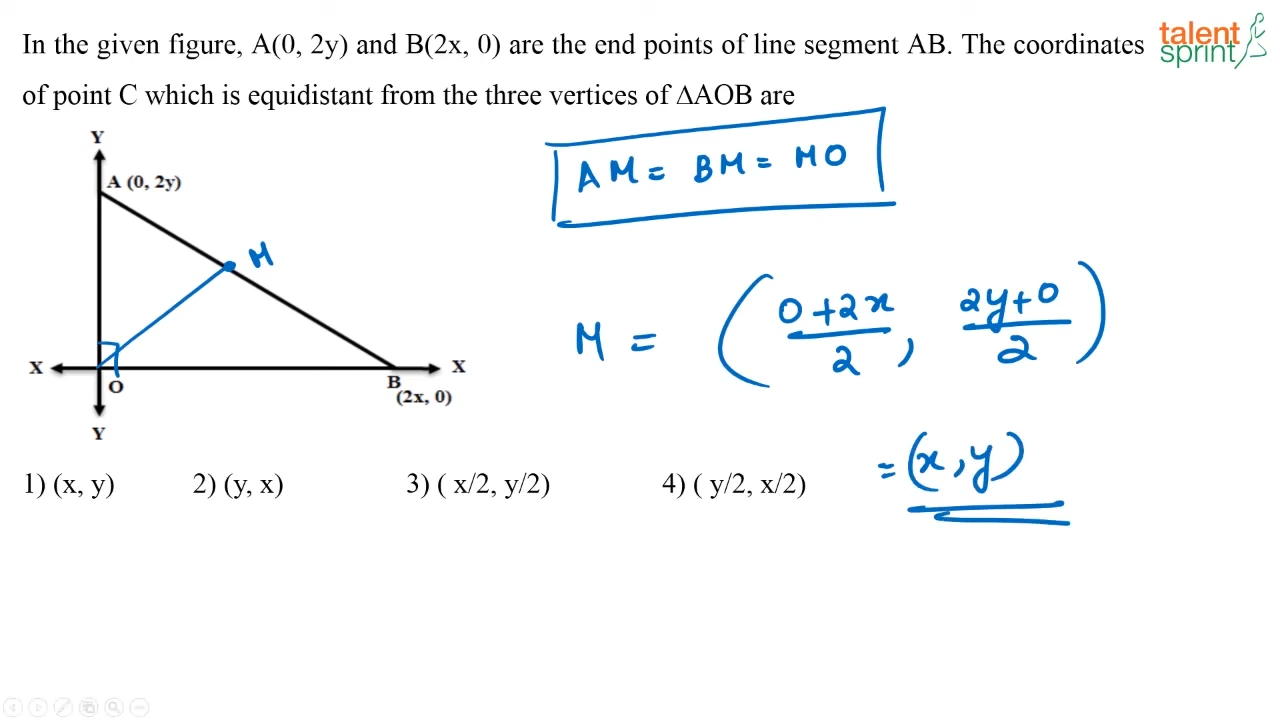 In the given figure, A(0, 2y) and B(2x, 0) are the end points of line segment AB. The coordinates
talent
sprint
of point C which is equidistant from the three vertices of ΔAOB are
Y
A (0, 2y)
AM = BM = MO
M
M = (0+2x/2, 2y+0/2)
X
X
O
B
(2x, 0)
Y
1) (x, y) 2) (y, x) 3) ( x/2, y/2) 4) ( y/2, x/2)
= (x, y)